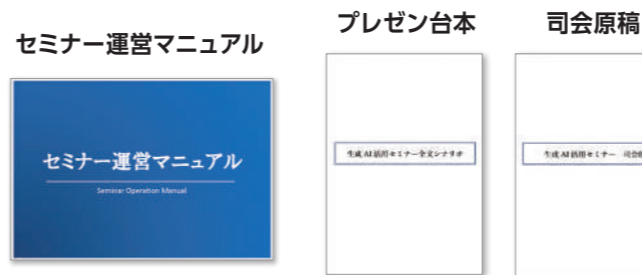 セミナー運営マニュアル
プレゼン台本
司会原稿
セミナー運営マニュアル
Seminar Operation Manual
生成AI活用セミナー全文シナリオ
生成AI活用セミナー 司会